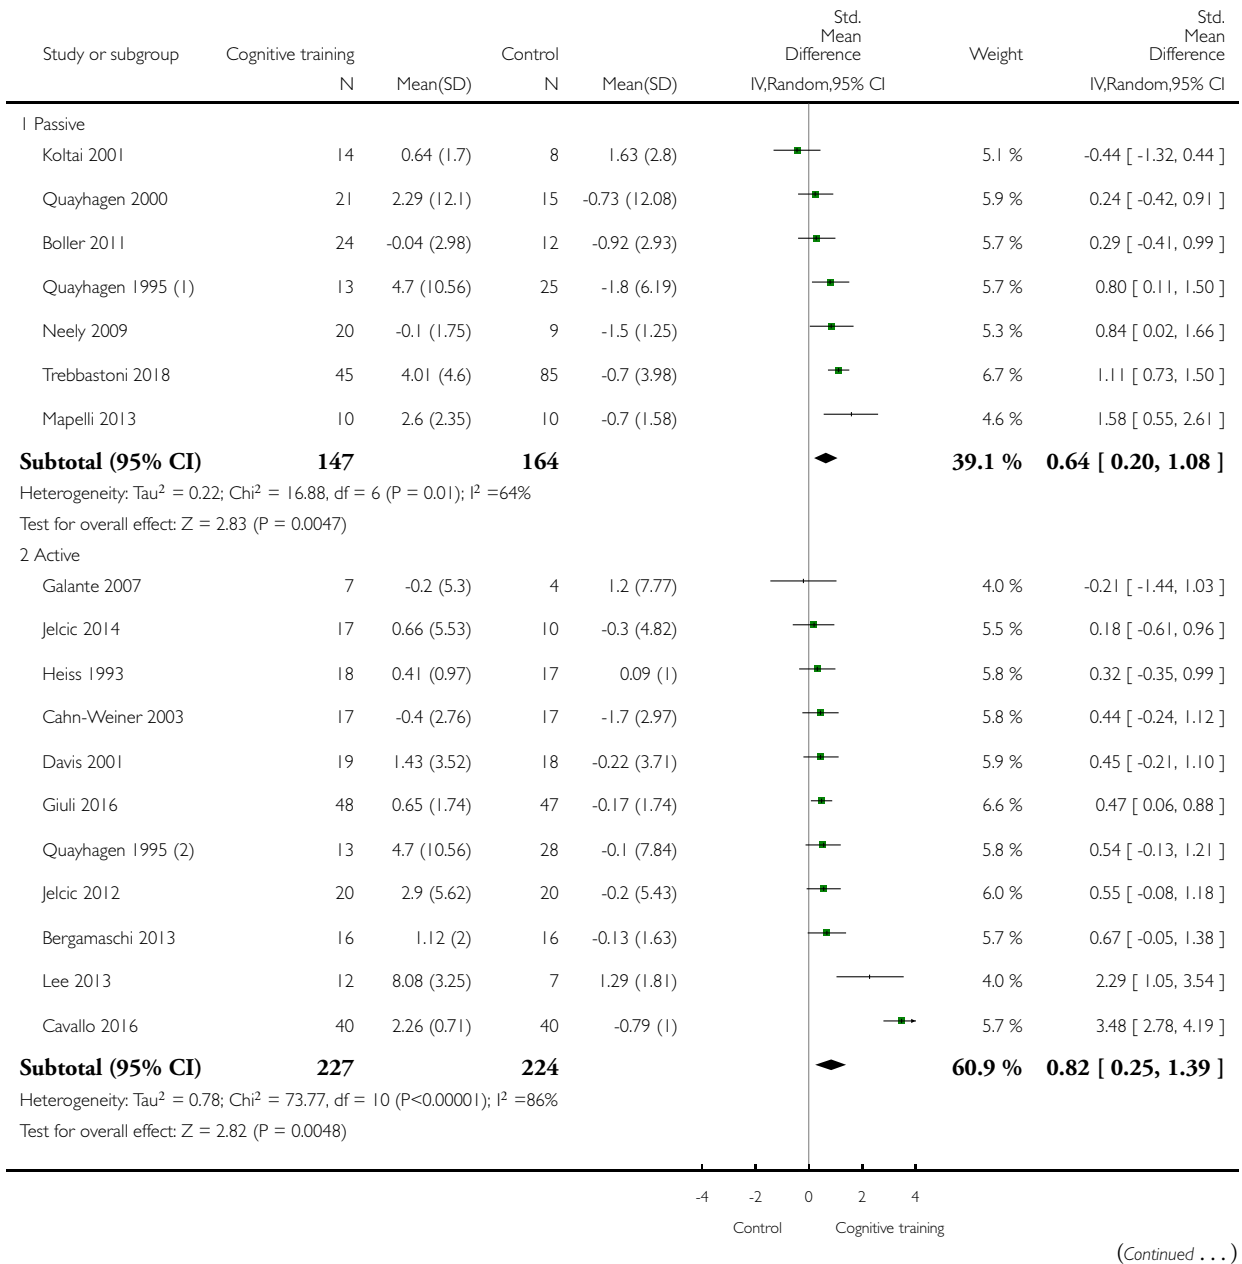 Std. Mean Difference Std. Mean Difference
Study or subgroup Cognitive training Control Weight
N Mean(SD) N Mean(SD) IV,Random,95% CI IV,Random,95% CI
1 Passive
Koltai 2001 14 0.64 (1.7) 8 1.63 (2.8) 5.1 % -0.44 [ -1.32, 0.44 ]
Quayhagen 2000 21 2.29 (12.1) 15 -0.73 (12.08) 5.9 % 0.24 [ -0.42, 0.91 ]
Boller 2011 24 -0.04 (2.98) 12 -0.92 (2.93) 5.7 % 0.29 [ -0.41, 0.99 ]
Quayhagen 1995 (1) 13 4.7 (10.56) 25 -1.8 (6.19) 5.7 % 0.80 [ 0.11, 1.50 ]
Neely 2009 20 -0.1 (1.75) 9 -1.5 (1.25) 5.3 % 0.84 [ 0.02, 1.66 ]
Trebbastoni 2018 45 4.01 (4.6) 85 -0.7 (3.98) 6.7 % 1.11 [ 0.73, 1.50 ]
Mapelli 2013 10 2.6 (2.35) 10 -0.7 (1.58) 4.6 % 1.58 [ 0.55, 2.61 ]
Subtotal (95% CI) 147 164 39.1 % 0.64 [ 0.20, 1.08 ]
Heterogeneity: Tau² = 0.22; Chi² = 16.88, df = 6 (P = 0.01); I² =64%
Test for overall effect: Z = 2.83 (P = 0.0047)
2 Active
Galante 2007 7 -0.2 (5.3) 4 1.2 (7.77) 4.0 % -0.21 [ -1.44, 1.03 ]
Jelcic 2014 17 0.66 (5.53) 10 -0.3 (4.82) 5.5 % 0.18 [ -0.61, 0.96 ]
Heiss 1993 18 0.41 (0.97) 17 0.09 (1) 5.8 % 0.32 [ -0.35, 0.99 ]
Cahn-Weiner 2003 17 -0.4 (2.76) 17 -1.7 (2.97) 5.8 % 0.44 [ -0.24, 1.12 ]
Davis 2001 19 1.43 (3.52) 18 -0.22 (3.71) 5.9 % 0.45 [ -0.21, 1.10 ]
Giuli 2016 48 0.65 (1.74) 47 -0.17 (1.74) 6.6 % 0.47 [ 0.06, 0.88 ]
Quayhagen 1995 (2) 13 4.7 (10.56) 28 -0.1 (7.84) 5.8 % 0.54 [ -0.13, 1.21 ]
Jelcic 2012 20 2.9 (5.62) 20 -0.2 (5.43) 6.0 % 0.55 [ -0.08, 1.18 ]
Bergamaschi 2013 16 1.12 (2) 16 -0.13 (1.63) 5.7 % 0.67 [ -0.05, 1.38 ]
Lee 2013 12 8.08 (3.25) 7 1.29 (1.81) 4.0 % 2.29 [ 1.05, 3.54 ]
Cavallo 2016 40 2.26 (0.71) 40 -0.79 (1) 5.7 % 3.48 [ 2.78, 4.19 ]
Subtotal (95% CI) 227 224 60.9 % 0.82 [ 0.25, 1.39 ]
Heterogeneity: Tau² = 0.78; Chi² = 73.77, df = 10 (P<0.00001); I² =86%
Test for overall effect: Z = 2.82 (P = 0.0048)
-4 -2 0 2 4
Control Cognitive training
(Continued . . . )